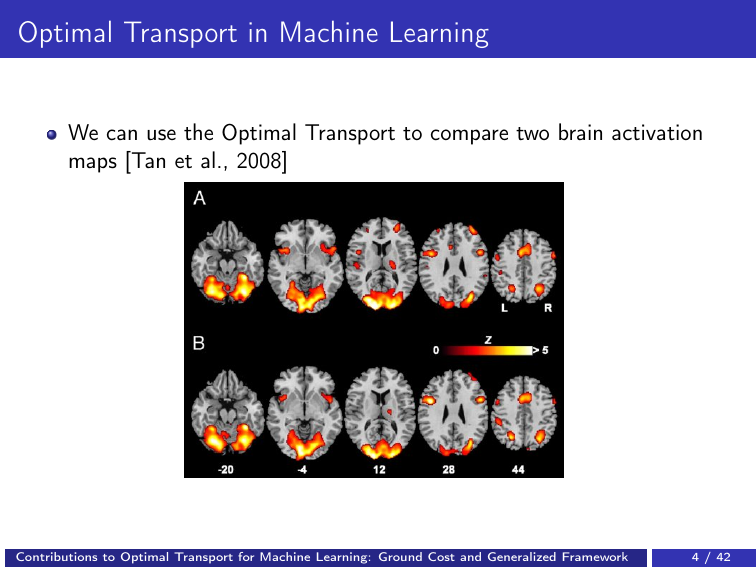 Optimal Transport in Machine Learning
We can use the Optimal Transport to compare two brain activation
maps [Tan et al., 2008]
A
L R
B
Z
0 > 5
-20 -4 12 28 44
Contributions to Optimal Transport for Machine Learning: Ground Cost and Generalized Framework 4 / 42